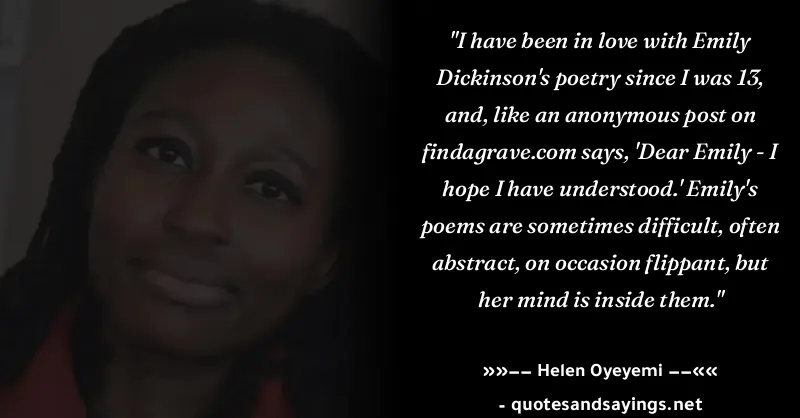 "I have been in love with Emily
Dickinson's poetry since I was 13,
and, like an anonymous post on
findagrave.com says, 'Dear Emily - I
hope I have understood.' Emily's
poems are sometimes difficult, often
abstract, on occasion flippant, but
her mind is inside them."
»»-- Helen Oyeyemi --««
- quotesandsayings.net